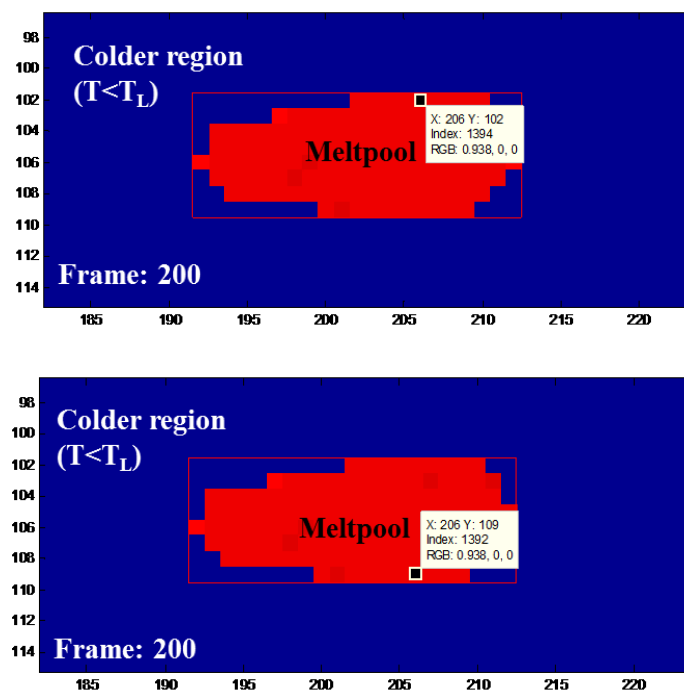 98
100
102
104
106
108
110
112
114
Colder region
(T<T_L)
Meltpool
X: 206 Y: 102
Index: 1394
RGB: 0.938, 0, 0
Frame: 200
185 190 195 200 205 210 215 220
98
100
102
104
106
108
110
112
114
Colder region
(T<T_L)
Meltpool
X: 206 Y: 109
Index: 1392
RGB: 0.938, 0, 0
Frame: 200
185 190 195 200 205 210 215 220